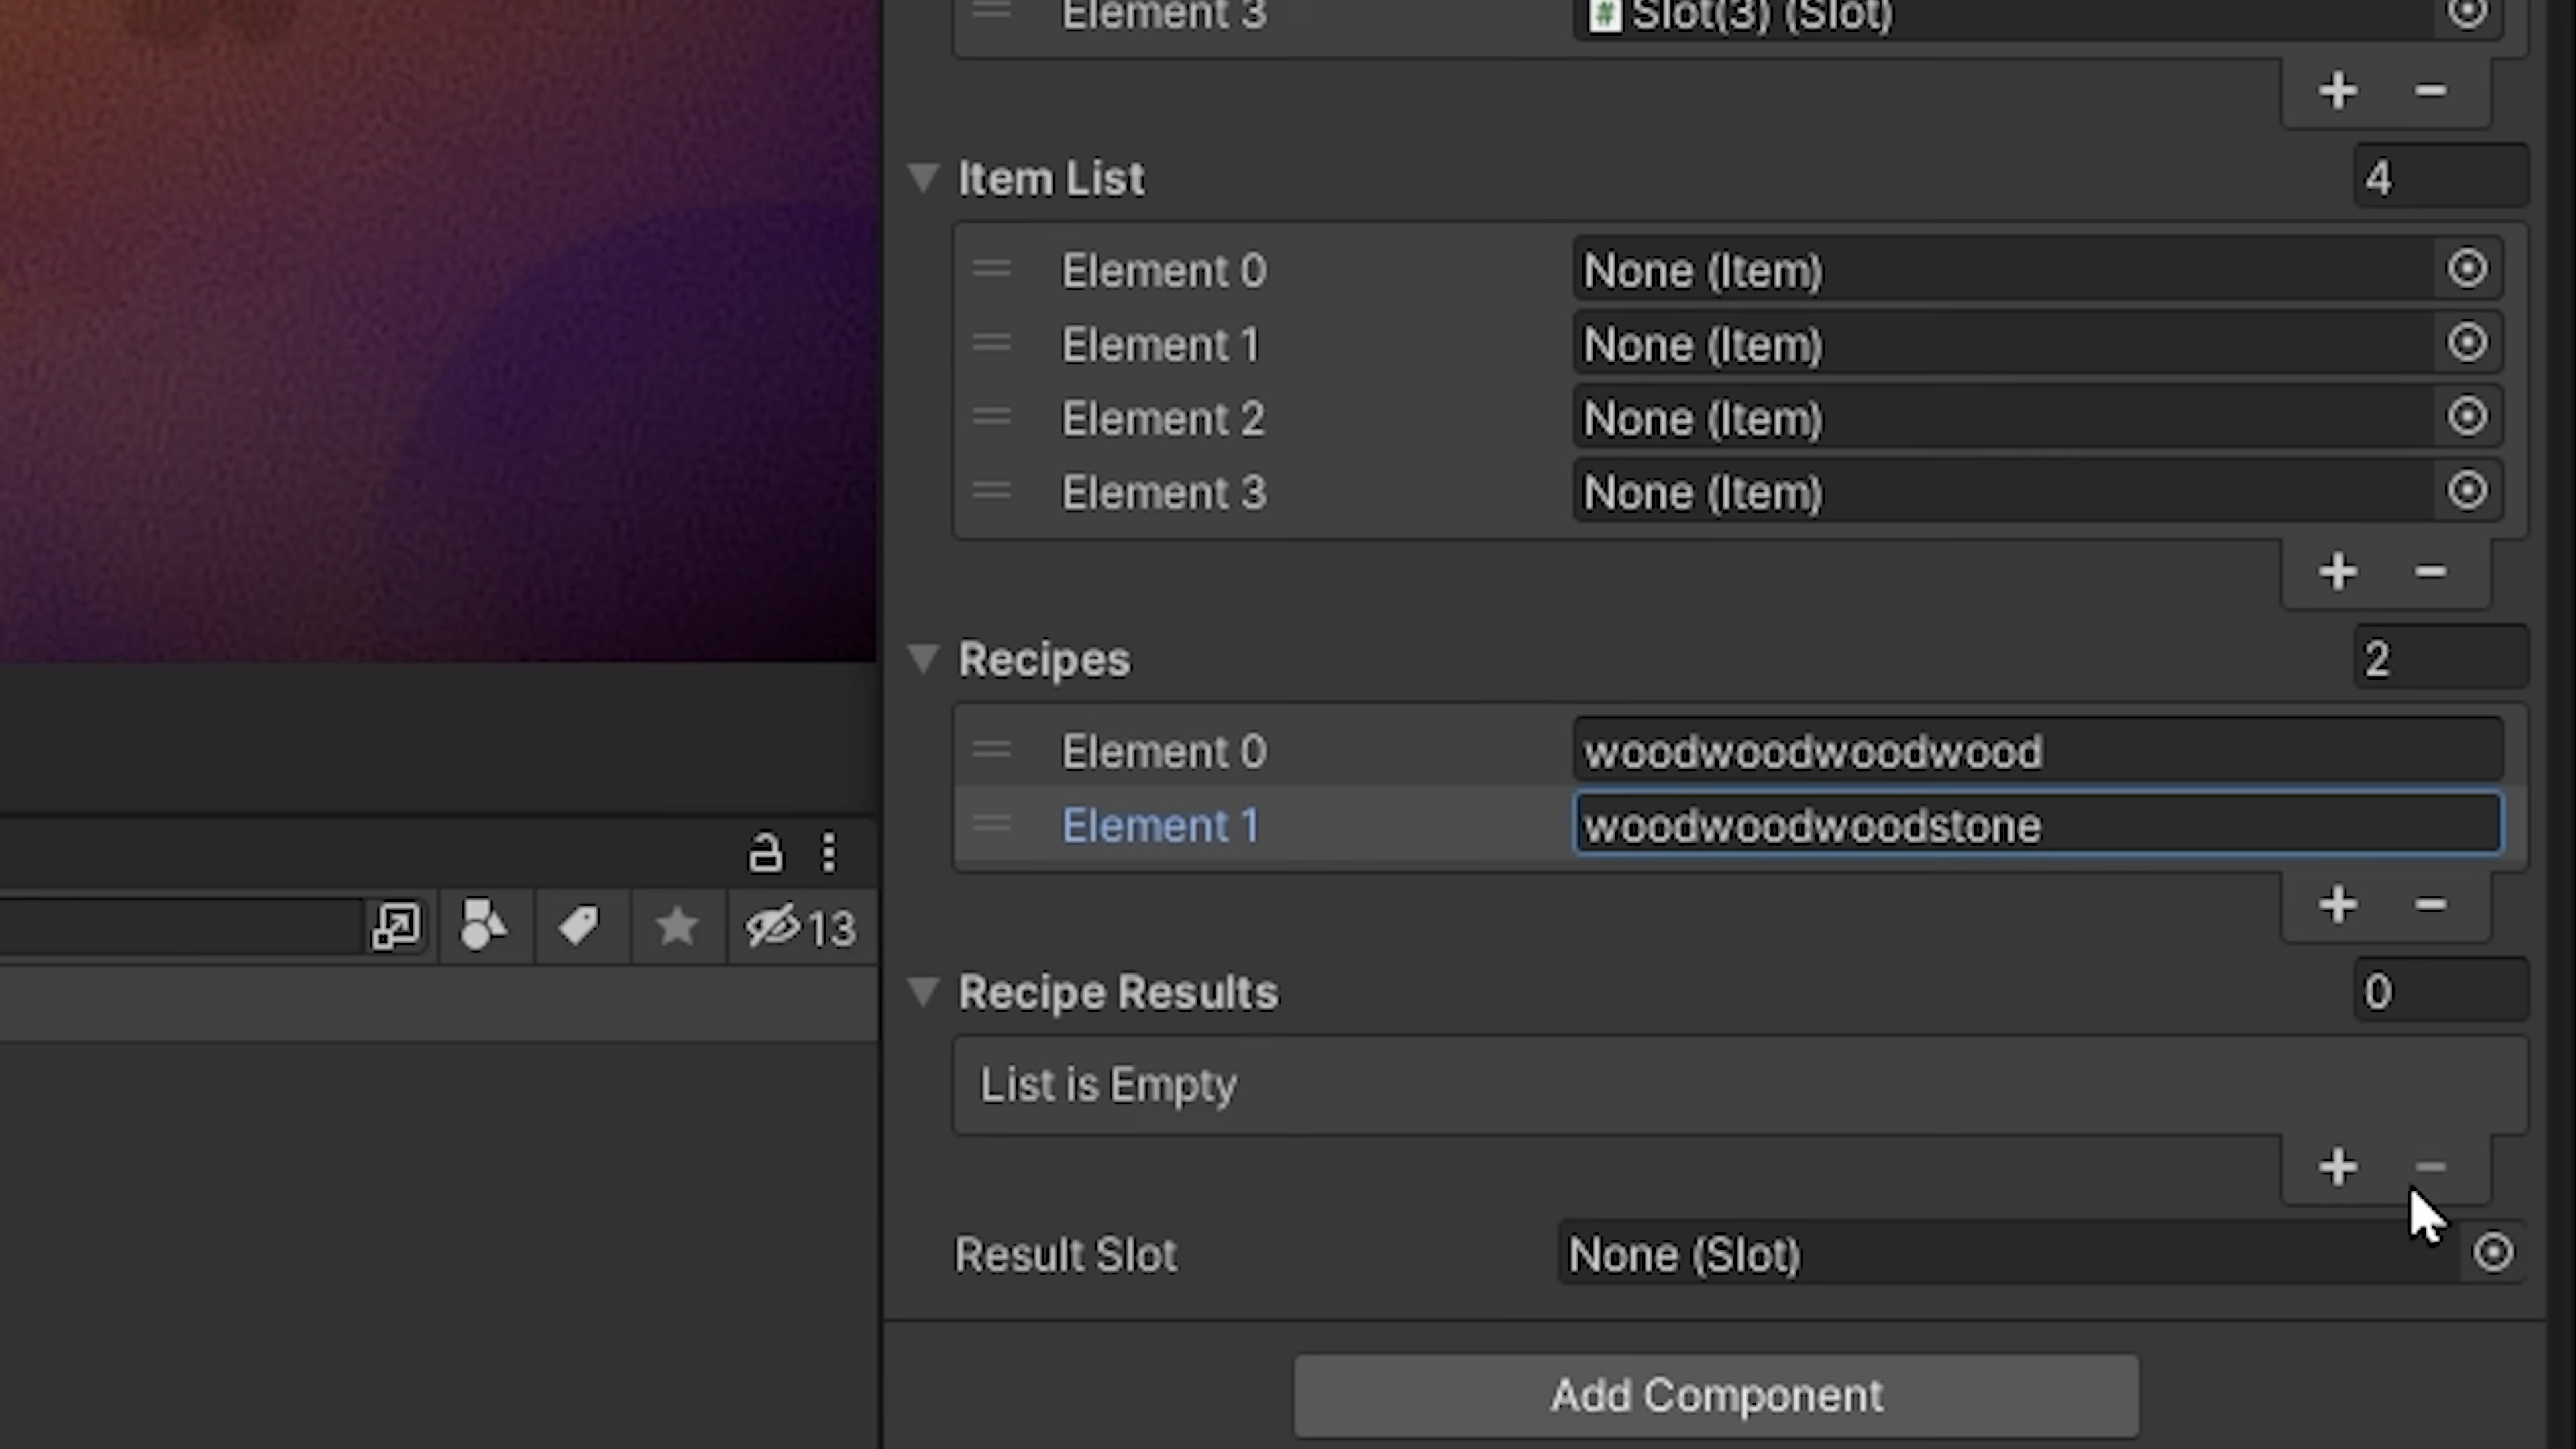 Element 3 Slot(3) (Slot)
Item List 4
Element 0 None (Item)
Element 1 None (Item)
Element 2 None (Item)
Element 3 None (Item)
Recipes 2
Element 0 woodwoodwoodwood
Element 1 woodwoodwoodstone
13
Recipe Results 0
List is Empty
Result Slot None (Slot)
Add Component